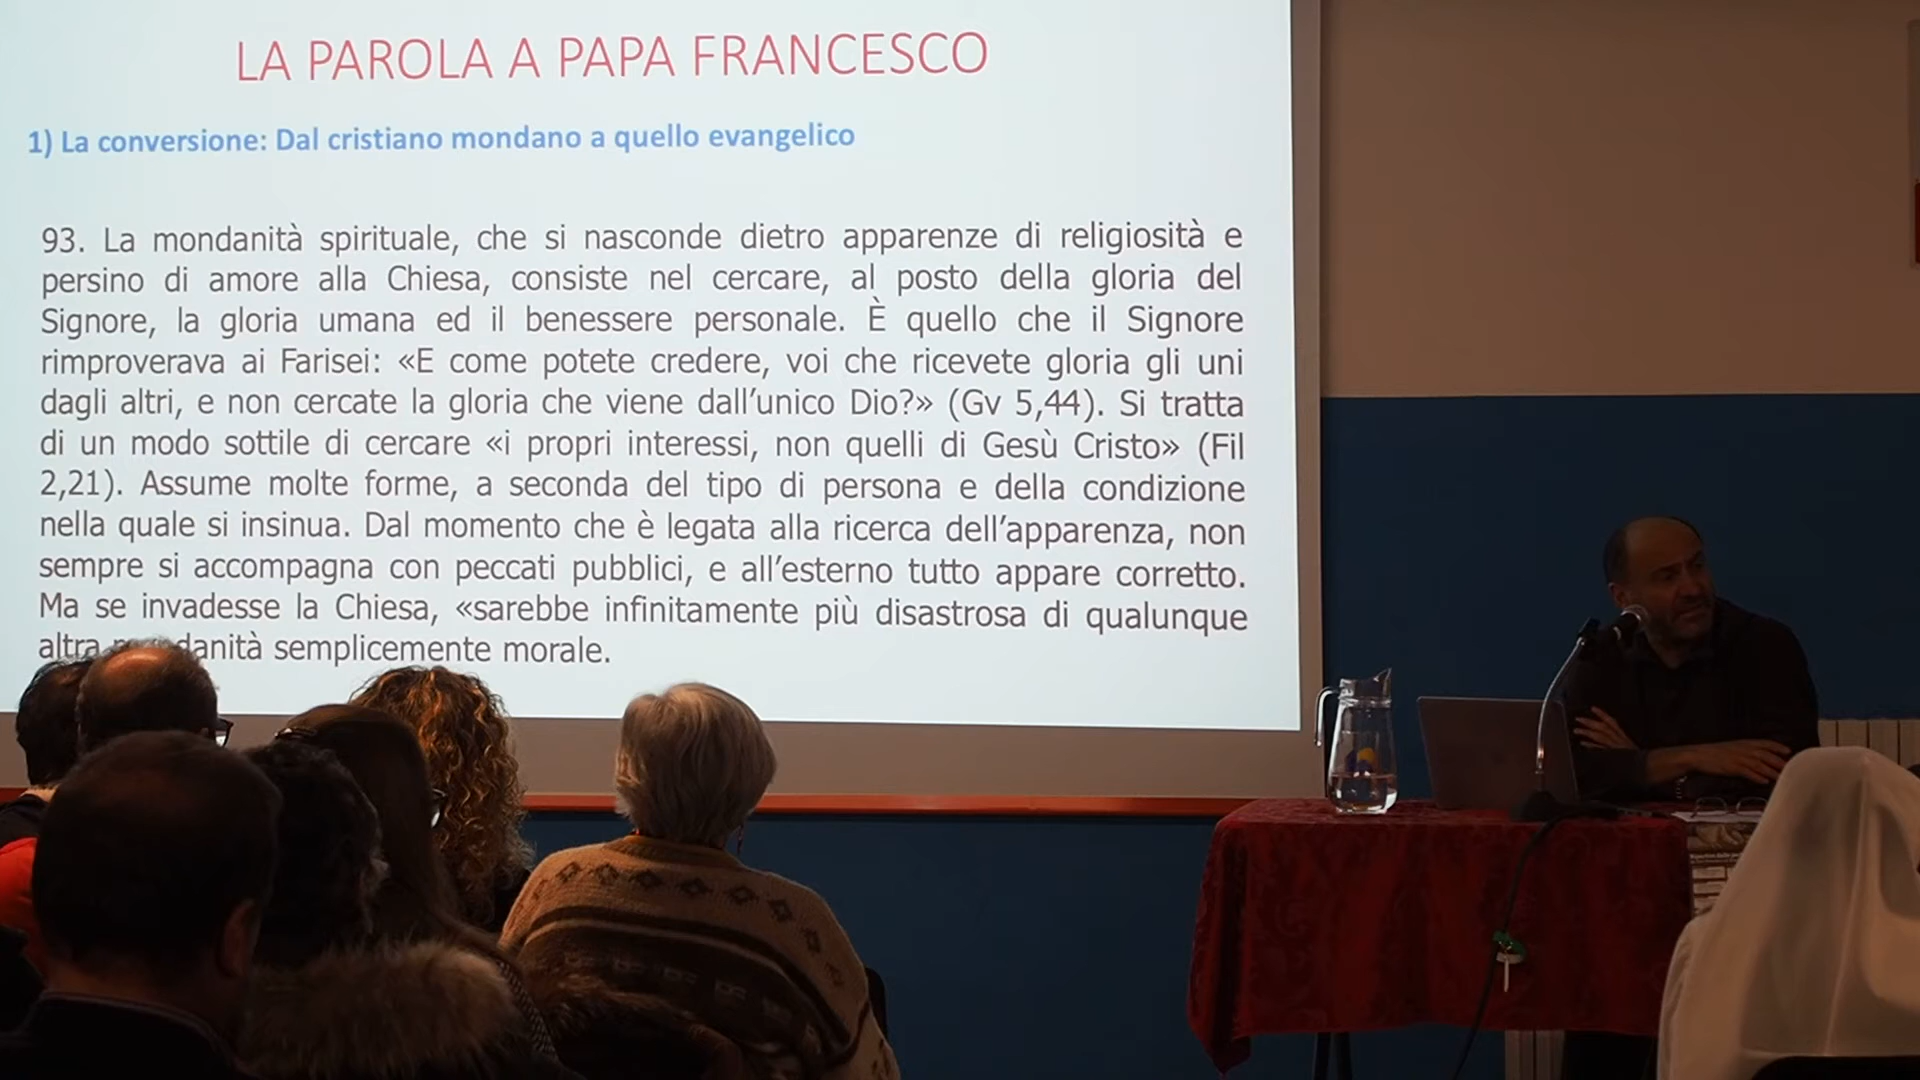 LA PAROLA A PAPA FRANCESCO
1) La conversione: Dal cristiano mondano a quello evangelico
93. La mondanità spirituale, che si nasconde dietro apparenze di religiosità e
persino di amore alla Chiesa, consiste nel cercare, al posto della gloria del
Signore, la gloria umana ed il benessere personale. È quello che il Signore
rimproverava ai Farisei: «E come potete credere, voi che ricevete gloria gli uni
dagli altri, e non cercate la gloria che viene dall’unico Dio?» (Gv 5,44). Si tratta
di un modo sottile di cercare «i propri interessi, non quelli di Gesù Cristo» (Fil
2,21). Assume molte forme, a seconda del tipo di persona e della condizione
nella quale si insinua. Dal momento che è legata alla ricerca dell’apparenza, non
sempre si accompagna con peccati pubblici, e all’esterno tutto appare corretto.
Ma se invadesse la Chiesa, «sarebbe infinitamente più disastrosa di qualunque
altra semplicemente morale.